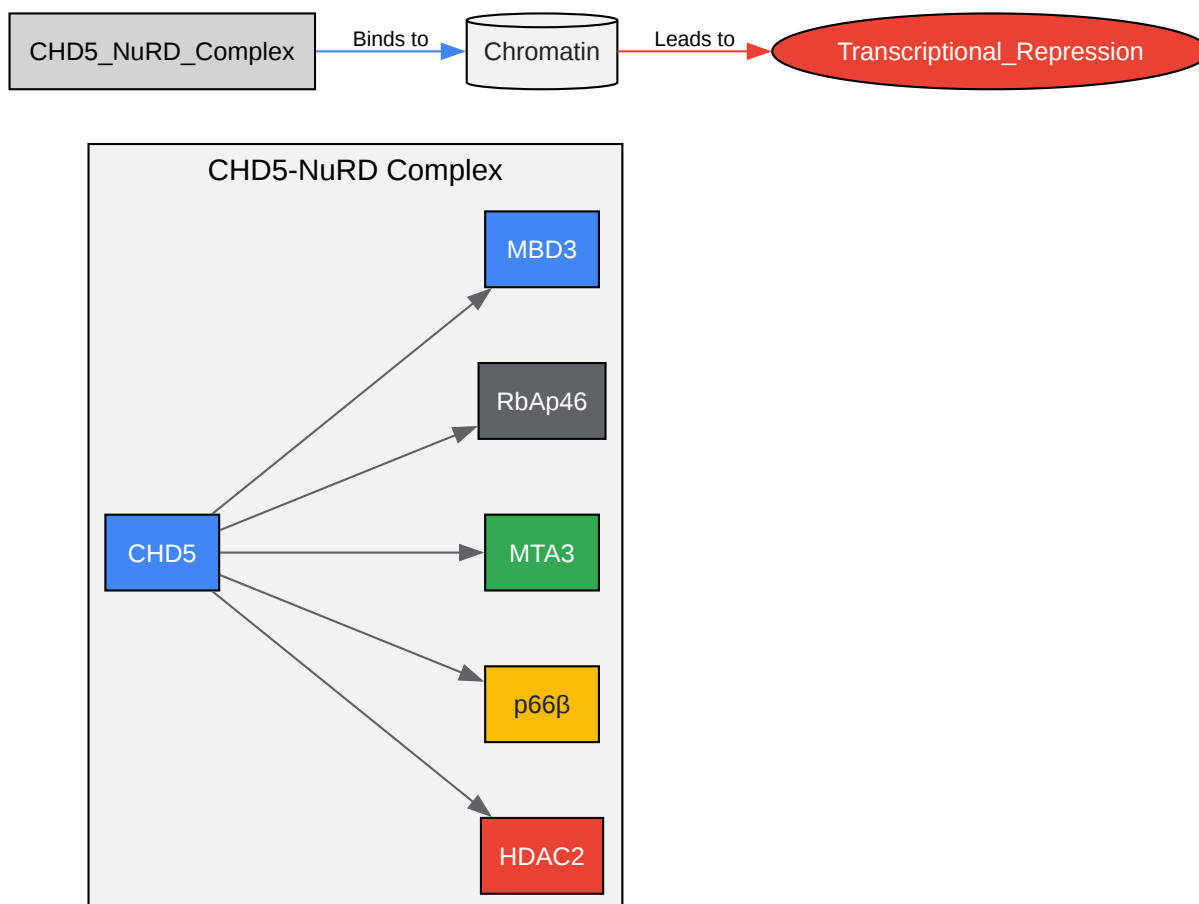 CHD5_NuRD_Complex
Binds to
Chromatin
Leads to
Transcriptional_Repression
CHD5-NuRD Complex
MBD3
RbAp46
CHD5
MTA3
p66β
HDAC2